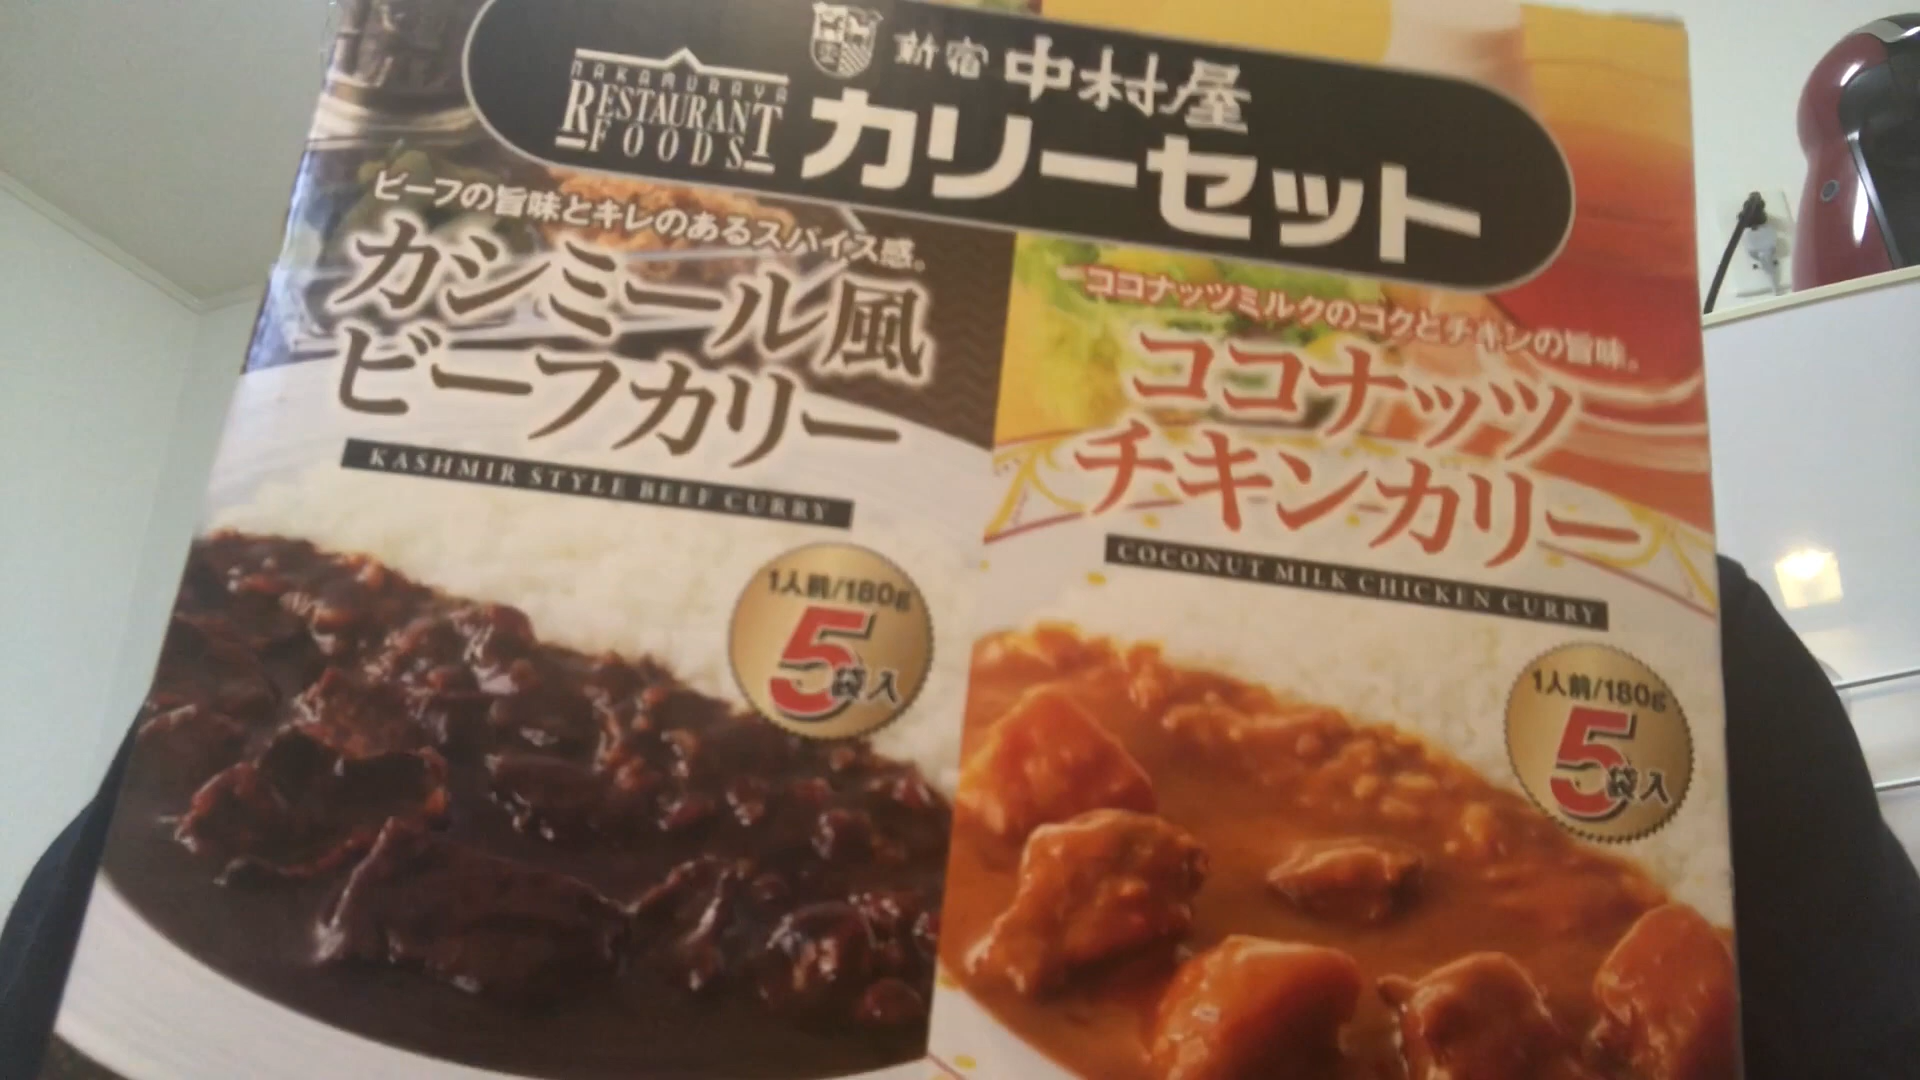 新宿 中村屋
NAKAMURAYA
RESTAURANT
FOODS
カリーセット
ビーフの旨味とキレのあるスパイス感。
カシミール風
ビーフカリー
KASHMIR STYLE BEEF CURRY
1人前/180g
5袋入
ココナッツミルクのコクとチキンの旨味。
ココナッツ
チキンカリー
COCONUT MILK CHICKEN CURRY
1人前/180g
5袋入